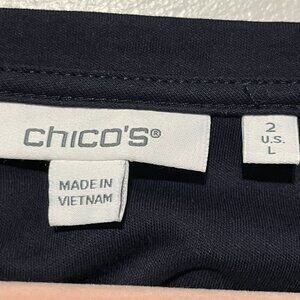 chico's®
2
U.S.
L
MADE IN
VIETNAM